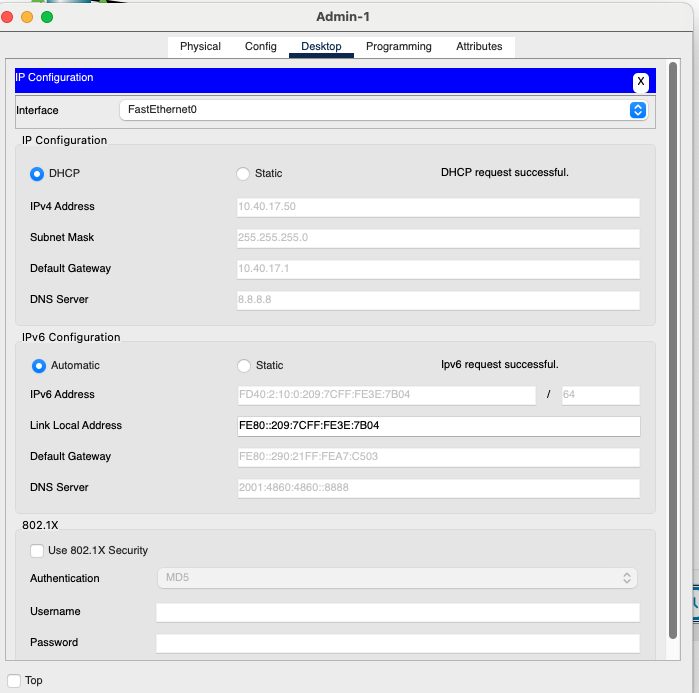 Admin-1
Physical Config Desktop Programming Attributes
IP Configuration
X
Interface FastEthernet0
IP Configuration
DHCP Static DHCP request successful.
IPv4 Address 10.40.17.50
Subnet Mask 255.255.255.0
Default Gateway 10.40.17.1
DNS Server 8.8.8.8
IPv6 Configuration
Automatic Static Ipv6 request successful.
IPv6 Address FD40:2:10:0:209:7CFF:FE3E:7B04 / 64
Link Local Address FE80::209:7CFF:FE3E:7B04
Default Gateway FE80::290:21FF:FEA7:C503
DNS Server 2001:4860:4860::8888
802.1X
Use 802.1X Security
Authentication MD5
Username
Password
Top